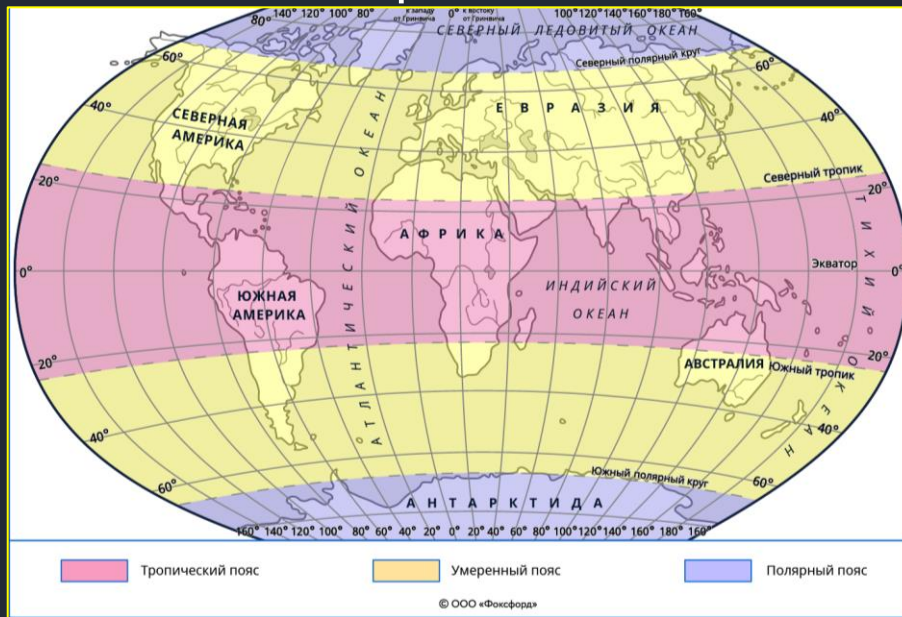 140° 120° 100° 80° к западу от Гринвича 0° к востоку от Гринвича 100° 120° 140° 160°
80°
СЕВЕРНЫЙ ЛЕДОВИТЫЙ ОКЕАН
Северный полярный круг
60° 60°
ЕВРАЗИЯ
40° 40°
СЕВЕРНАЯ
АМЕРИКА
АТЛАНТИЧЕСКИЙ ОКЕАН
Северный тропик
20° 20°
ТИХИЙ ОКЕАН
АФРИКА
Экватор
0° 0°
ИНДИЙСКИЙ
ОКЕАН
ЮЖНАЯ
АМЕРИКА
20° 20°
АВСТРАЛИЯ
Южный тропик
40° 40°
Южный полярный круг
60° 60°
АНТАРКТИДА
160° 140° 120° 100° 80° 60° 40° 20° 0° 20° 40° 60° 80° 100° 120° 140° 160°
Тропический пояс
Умеренный пояс
Полярный пояс
© ООО «Фоксфорд»